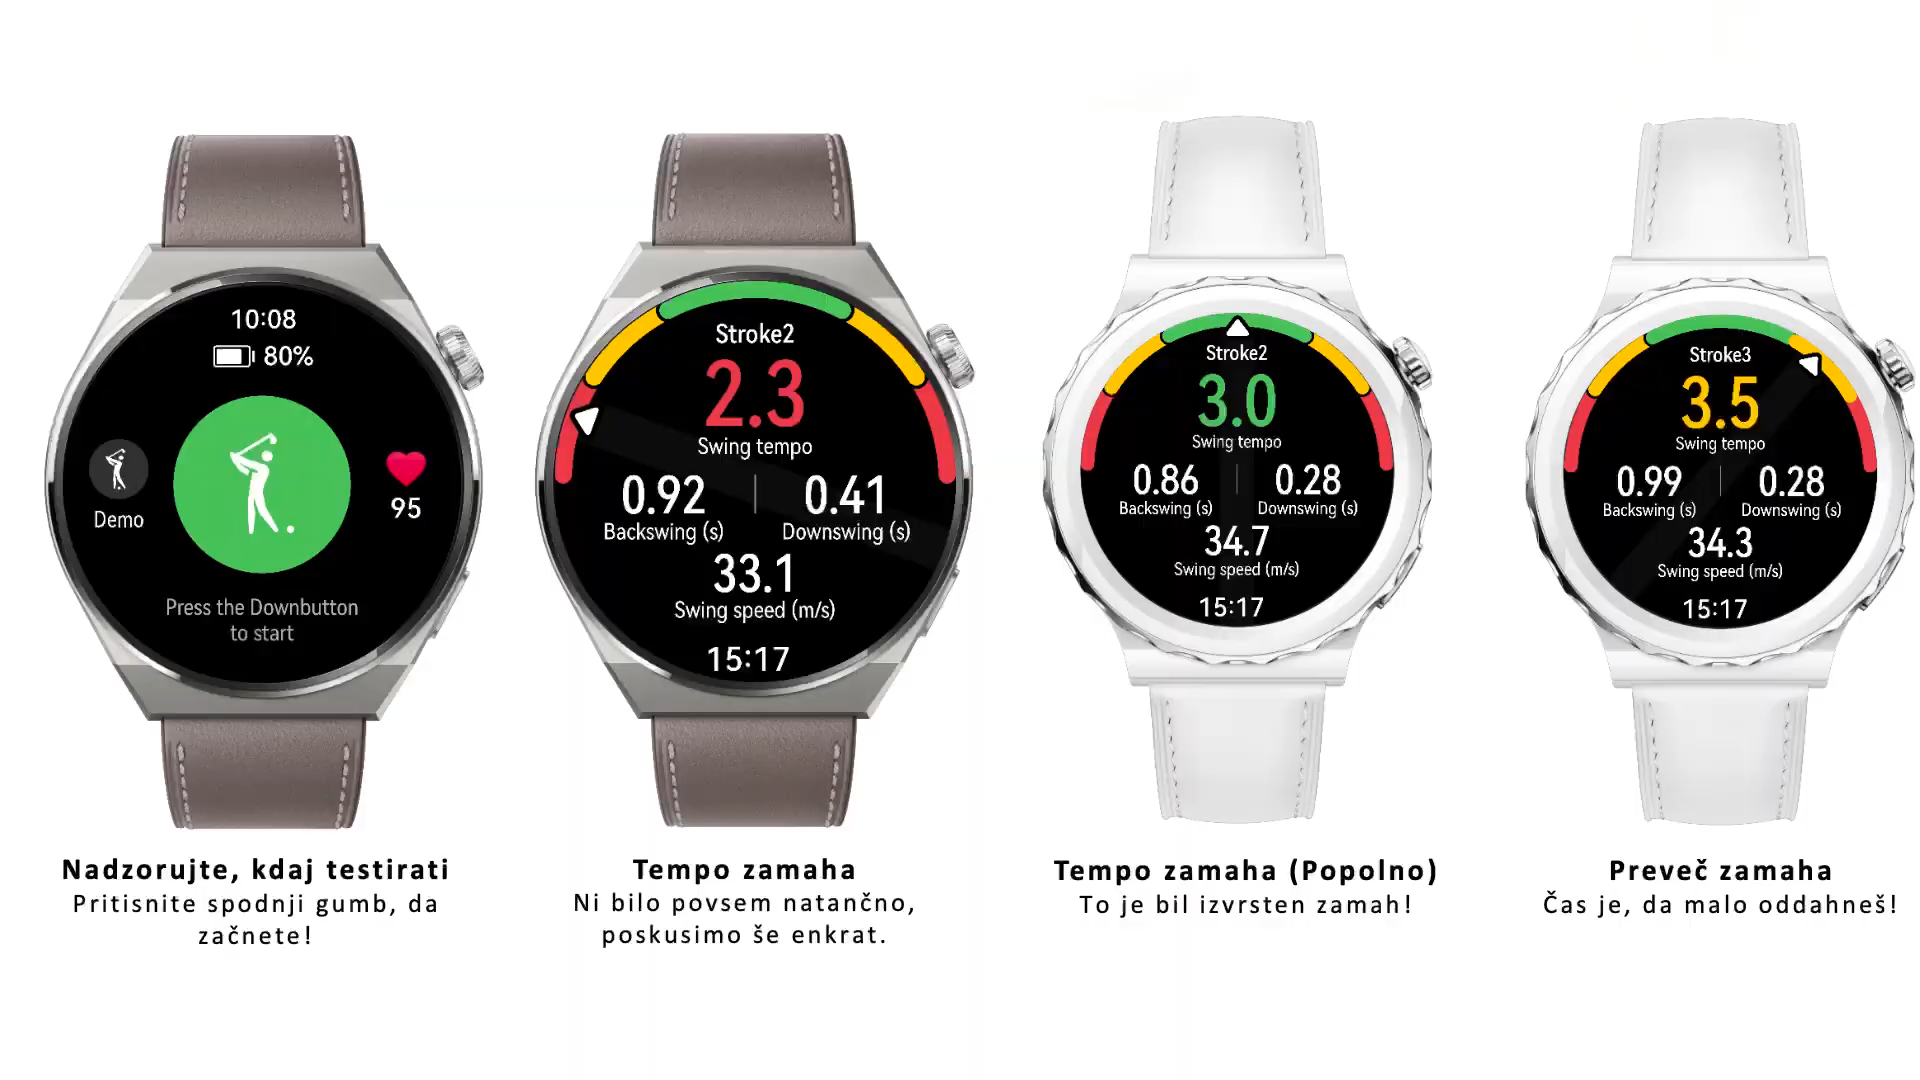 10:08
80%
Demo
95
Press the Downbutton
to start
Nadzorujte, kdaj testirati
Pritisnite spodnji gumb, da
začnete!
Stroke2
2.3
Swing tempo
0.92 0.41
Backswing (s) Downswing (s)
33.1
Swing speed (m/s)
15:17
Tempo zamaha
Ni bilo povsem natančno,
poskusimo še enkrat.
Stroke2
3.0
Swing tempo
0.86 0.28
Backswing (s) Downswing (s)
34.7
Swing speed (m/s)
15:17
Tempo zamaha (Popolno)
To je bil izvrsten zamah!
Stroke3
3.5
Swing tempo
0.99 0.28
Backswing (s) Downswing (s)
34.3
Swing speed (m/s)
15:17
Preveč zamaha
Čas je, da malo oddahneš!